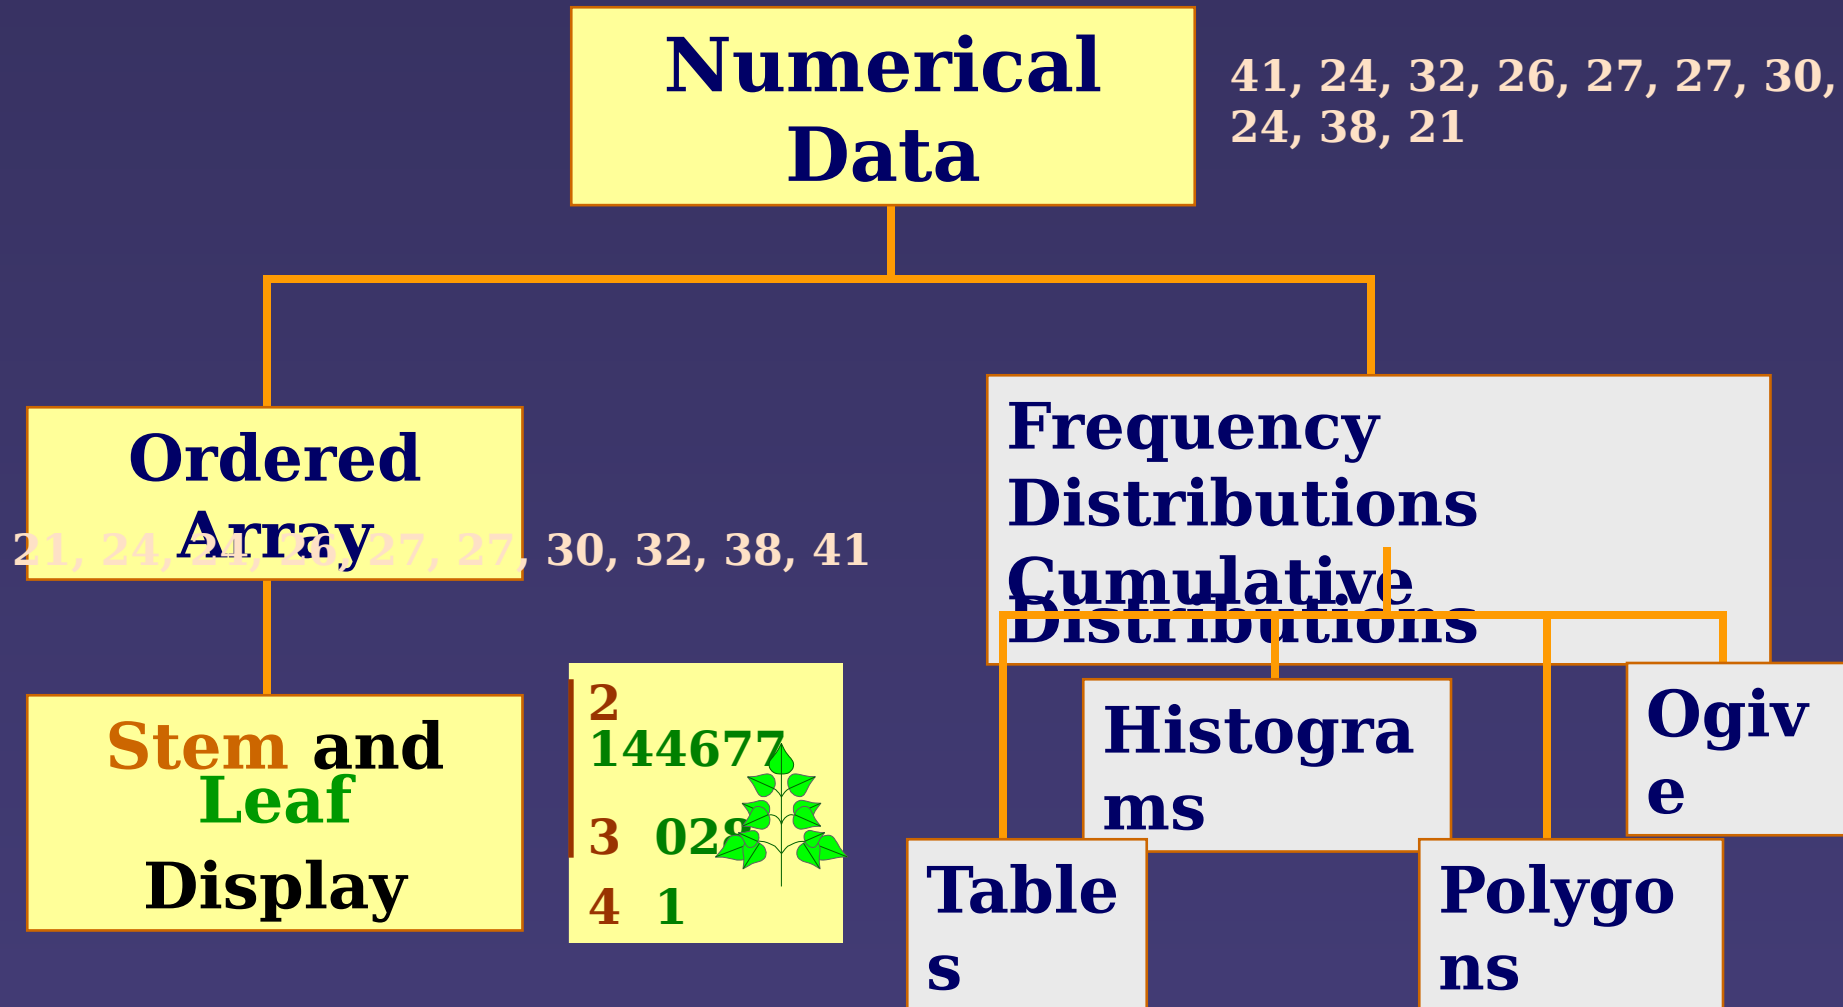 Numerical
Data
41, 24, 32, 26, 27, 27, 30,
24, 38, 21
Ordered
Array
21, 24, 24, 26, 27, 27, 30, 32, 38, 41
Frequency
Distributions
Cumulative
Distributions
Stem and
Leaf
Display
2
144677
3 028
4 1
Histogra
ms
Ogiv
e
Table
s
Polygo
ns